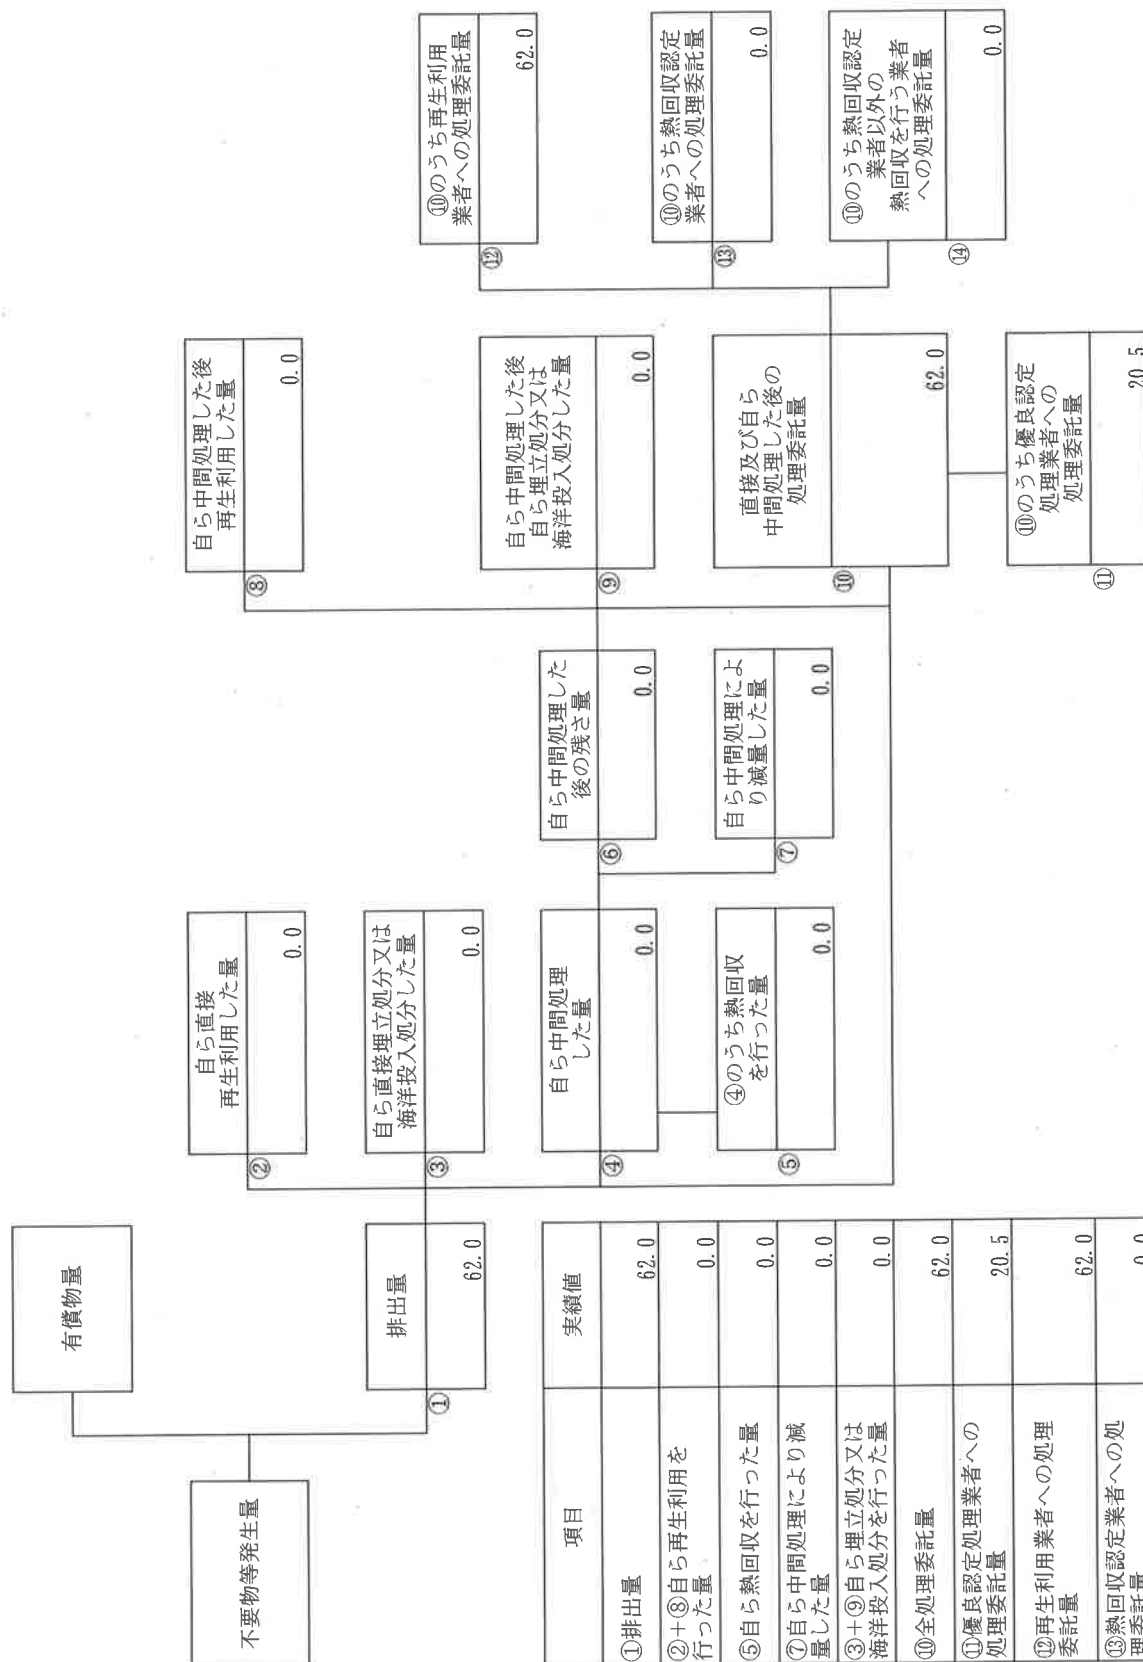 不要物等発生量
有償物量
排出量
① 62.0
自ら直接
再生利用した量
② 0.0
自ら直接埋立処分又は
海洋投入処分した量
③ 0.0
自ら中間処理
した量
④ 0.0
④のうち熱回収
を行った量
⑤ 0.0
自ら中間処理した
後の残さ量
⑥ 0.0
自ら中間処理によ
り減量した量
⑦ 0.0
自ら中間処理した後
再生利用した量
⑧ 0.0
自ら中間処理した後
自ら埋立処分又は
海洋投入処分した量
⑨ 0.0
直接及び自ら
中間処理した後の
処理委託量
⑩ 62.0
⑩のうち優良認定
処理業者への
処理委託量
⑪ 20.5
⑩のうち再生利用
業者への処理委託量
⑫ 62.0
⑩のうち熱回収認定
業者への処理委託量
⑬ 0.0
⑩のうち熱回収認定
業者以外の
熱回収を行う業者
への処理委託量
⑭ 0.0
項目 実績値
①排出量 62.0
②+⑧自ら再生利用を
行った量 0.0
⑤自ら熱回収を行った量 0.0
⑦自ら中間処理により減
量した量 0.0
③+⑨自ら埋立処分又は
海洋投入処分を行った量 0.0
⑩全処理委託量 62.0
⑪優良認定処理業者への
処理委託量 20.5
⑫再生利用業者への処理
委託量 62.0
⑬熱回収認定業者への処
理委託量 0.0